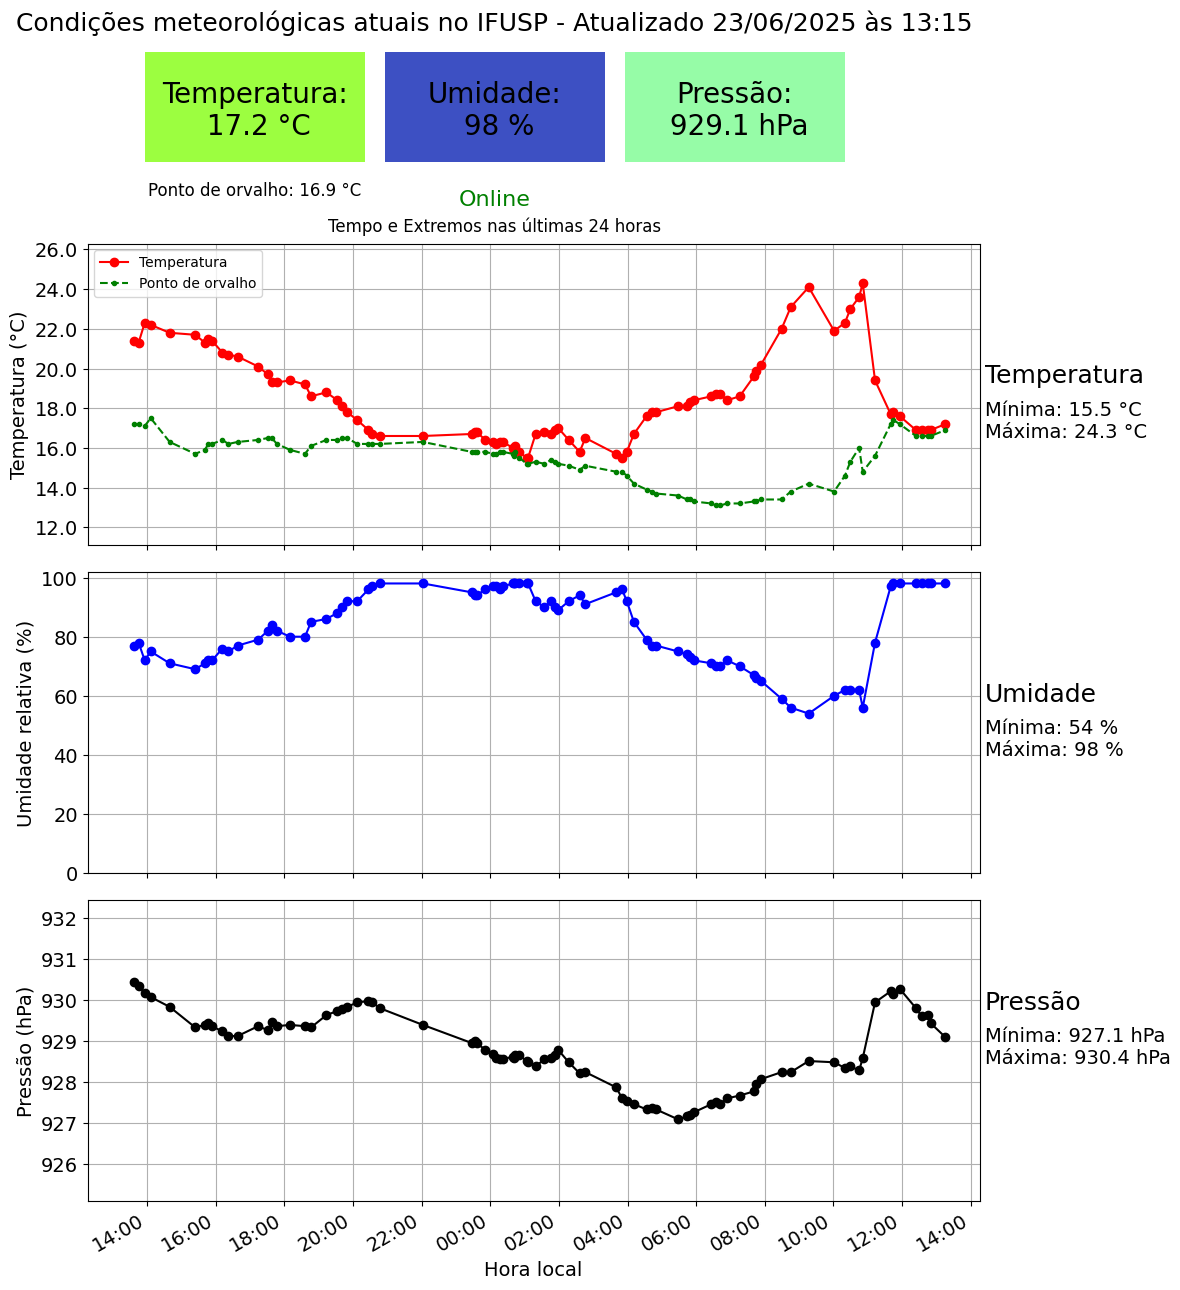 Condições meteorológicas atuais no IFUSP - Atualizado 23/06/2025 às 13:15
Temperatura:
17.2 °C
Umidade:
98 %
Pressão:
929.1 hPa
Ponto de orvalho: 16.9 °C
Online
Tempo e Extremos nas últimas 24 horas
Temperatura (°C)
26.0
24.0
22.0
20.0
18.0
16.0
14.0
12.0
Temperatura
Ponto de orvalho
Temperatura
Mínima: 15.5 °C
Máxima: 24.3 °C
Umidade relativa (%)
100
80
60
40
20
0
Umidade
Mínima: 54 %
Máxima: 98 %
Pressão (hPa)
932
931
930
929
928
927
926
Pressão
Mínima: 927.1 hPa
Máxima: 930.4 hPa
14:00 16:00 18:00 20:00 22:00 00:00 02:00 04:00 06:00 08:00 10:00 12:00 14:00
Hora local